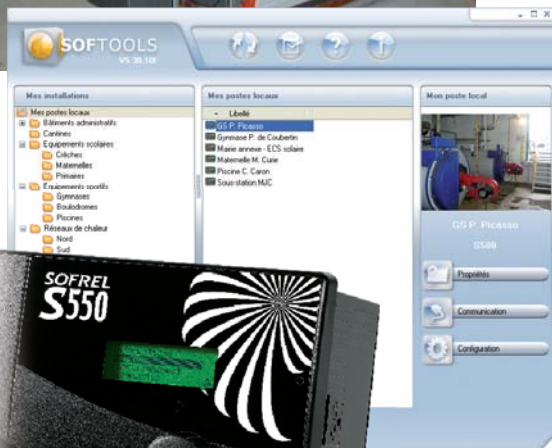 SOFTOOLS
V5.30.10I
Mes installations
Mes postes locaux
Bâtiments administratifs
Cantines
Equipements scolaires
Crèches
Maternelles
Primaires
Equipements sportifs
Gymnases
Boulodromes
Piscines
Réseaux de chaleur
Nord
Sud
Mes postes locaux
Libellé
GS P. Picasso
Gymnase P. de Coubertin
Mairie annexe - ECS solaire
Maternelle M. Curie
Piscine C. Caron
Sous-station MJC
Mon poste local
GS P. Picasso
S500
Propriétés
Communication
Configuration
SOFREL
S550